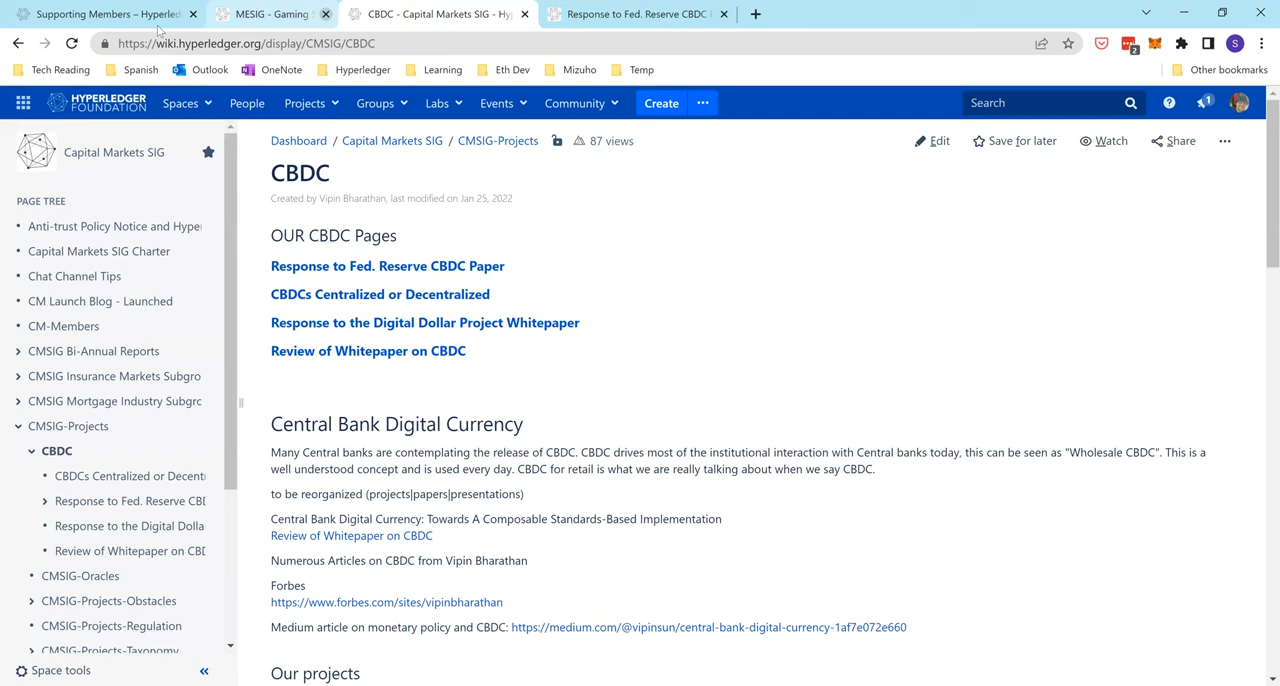 Supporting Members – Hyperled
MESIG - Gaming S
CBDC - Capital Markets SIG - Hy
Response to Fed. Reserve CBDC
https://wiki.hyperledger.org/display/CMSIG/CBDC
2
S
Tech Reading
Spanish
Outlook
OneNote
Hyperledger
Learning
Eth Dev
Mizuho
Temp
Other bookmarks
HYPERLEDGER FOUNDATION
Spaces
People
Projects
Groups
Labs
Events
Community
Create
Search
1
Capital Markets SIG
Dashboard / Capital Markets SIG / CMSIG-Projects
87 views
Edit
Save for later
Watch
Share
CBDC
Created by Vipin Bharathan, last modified on Jan 25, 2022
PAGE TREE
Anti-trust Policy Notice and Hype
Capital Markets SIG Charter
Chat Channel Tips
CM Launch Blog - Launched
CM-Members
CMSIG Bi-Annual Reports
CMSIG Insurance Markets Subgro
CMSIG Mortgage Industry Subgro
CMSIG-Projects
CBDC
CBDCs Centralized or Decent
Response to Fed. Reserve CBD
Response to the Digital Dolla
Review of Whitepaper on CBD
CMSIG-Oracles
CMSIG-Projects-Obstacles
CMSIG-Projects-Regulation
CMSIG-Projects-Taxonomy
Space tools
OUR CBDC Pages
Response to Fed. Reserve CBDC Paper
CBDCs Centralized or Decentralized
Response to the Digital Dollar Project Whitepaper
Review of Whitepaper on CBDC
Central Bank Digital Currency
Many Central banks are contemplating the release of CBDC. CBDC drives most of the institutional interaction with Central banks today, this can be seen as "Wholesale CBDC". This is a
well understood concept and is used every day. CBDC for retail is what we are really talking about when we say CBDC.
to be reorganized (projects|papers|presentations)
Central Bank Digital Currency: Towards A Composable Standards-Based Implementation
Review of Whitepaper on CBDC
Numerous Articles on CBDC from Vipin Bharathan
Forbes
https://www.forbes.com/sites/vipinbharathan
Medium article on monetary policy and CBDC: https://medium.com/@vipinsun/central-bank-digital-currency-1af7e072e660
Our projects